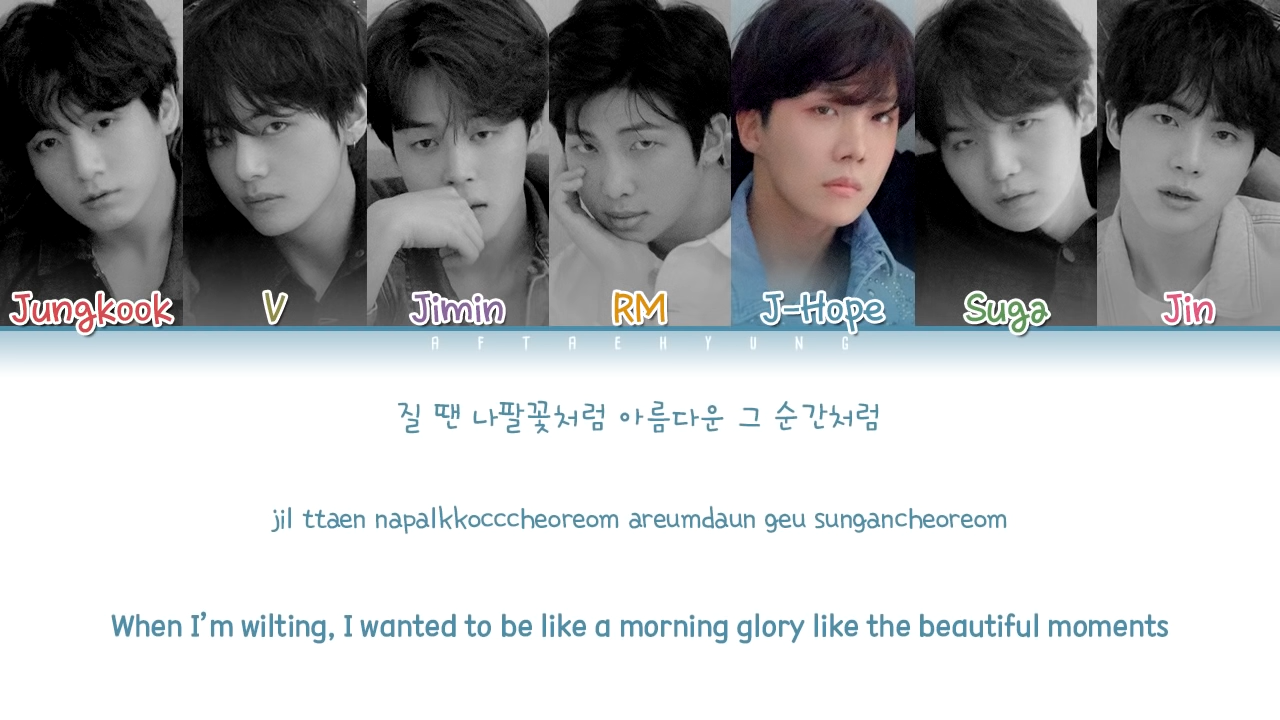 Jungkook V Jimin RM J-Hope Suga Jin
AFTAEHYUNG
질 땐 나팔꽃처럼 아름다운 그 순간처럼
jil ttaen napalkkocccheoreom areumdaun geu sungancheoreom
When I'm wilting, I wanted to be like a morning glory like the beautiful moments